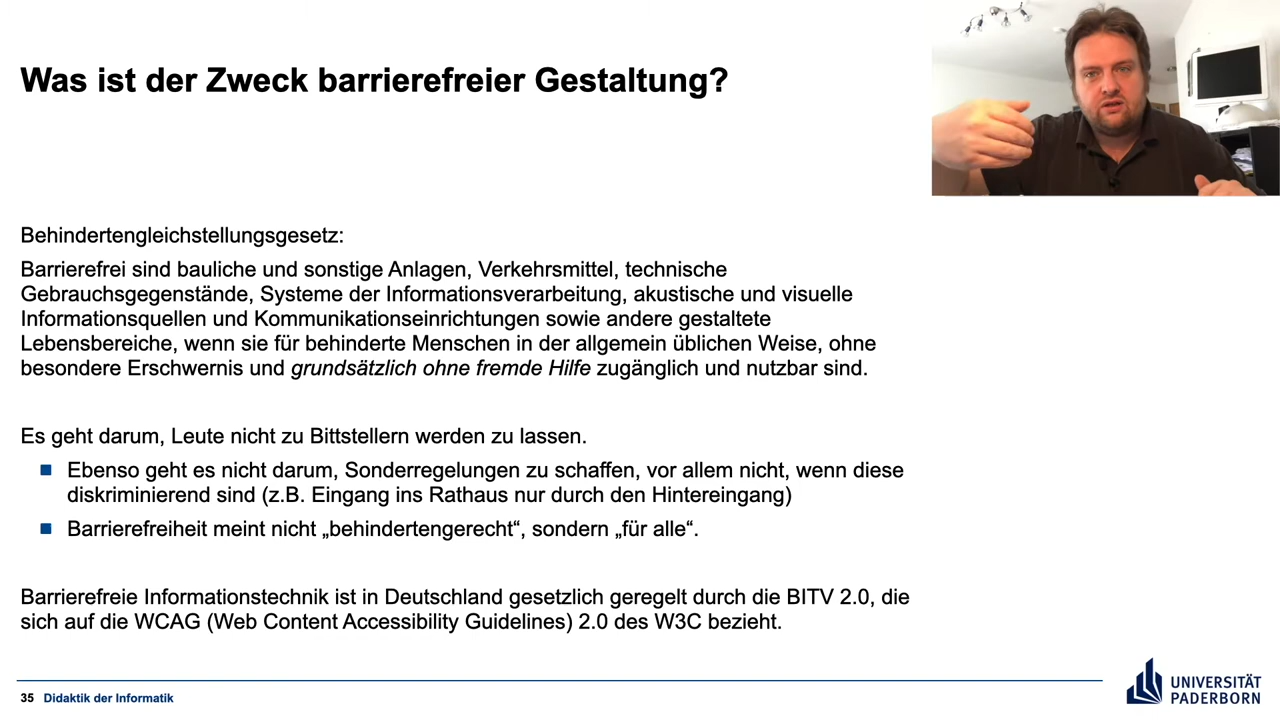 Was ist der Zweck barrierefreier Gestaltung?
Behindertengleichstellungsgesetz:
Barrierefrei sind bauliche und sonstige Anlagen, Verkehrsmittel, technische
Gebrauchsgegenstände, Systeme der Informationsverarbeitung, akustische und visuelle
Informationsquellen und Kommunikationseinrichtungen sowie andere gestaltete
Lebensbereiche, wenn sie für behinderte Menschen in der allgemein üblichen Weise, ohne
besondere Erschwernis und grundsätzlich ohne fremde Hilfe zugänglich und nutzbar sind.
Es geht darum, Leute nicht zu Bittstellern werden zu lassen.
Ebenso geht es nicht darum, Sonderregelungen zu schaffen, vor allem nicht, wenn diese
diskriminierend sind (z.B. Eingang ins Rathaus nur durch den Hintereingang)
Barrierefreiheit meint nicht „behindertengerecht“, sondern „für alle“.
Barrierefreie Informationstechnik ist in Deutschland gesetzlich geregelt durch die BITV 2.0, die
sich auf die WCAG (Web Content Accessibility Guidelines) 2.0 des W3C bezieht.
35 Didaktik der Informatik
UNIVERSITÄT
PADERBORN